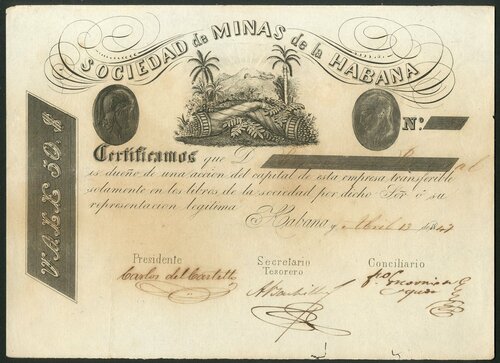 SOCIEDAD de MINAS de la HABANA
Nº.
VALE 50. $
Certificamos que D.
es dueño de una accion del capital de esta empresa transferible
solamente en los libros de la sociedad por dicho Sor. ó su
representacion legítima. Habana y Abril 13 de 1847
Presidente
Secretario
Tesorero
Conciliario
Carlos del Castillo